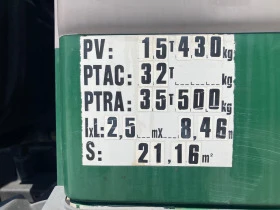 PV: 15T430kg
PTAC: 32T kg
PTRA: 35T500kg
lxL: 2,5 mx 8,46m
S: 21,16m²